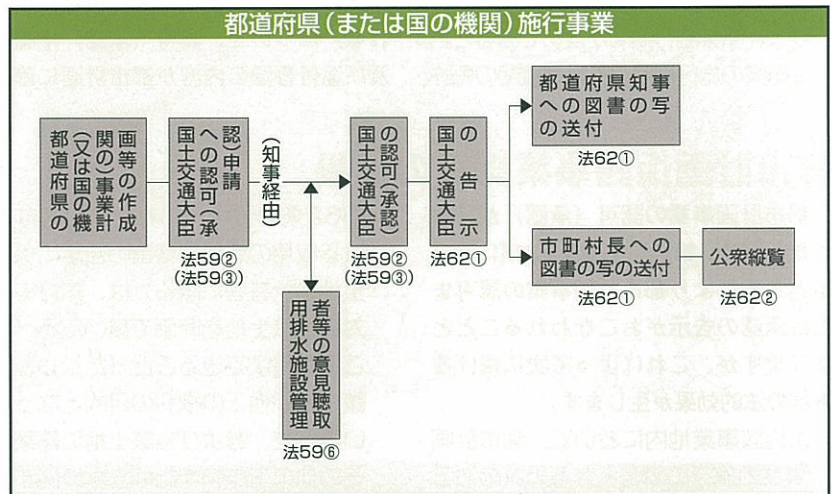 都道府県(または国の機関)施行事業
都道府県の
(又は国の機
関の)事業計
画等の作成
国土交通大臣
への認可(承
認)申請
法59②
(法59③)
(知事経由)
用排水施設管理
者等の意見聴取
法59⑥
国土交通大臣
の認可(承認)
法59②
(法59③)
国土交通大臣
の告示
法62①
都道府県知事
への図書の写
の送付
法62①
市町村長への
図書の写の送付
法62①
公衆縦覧
法62②